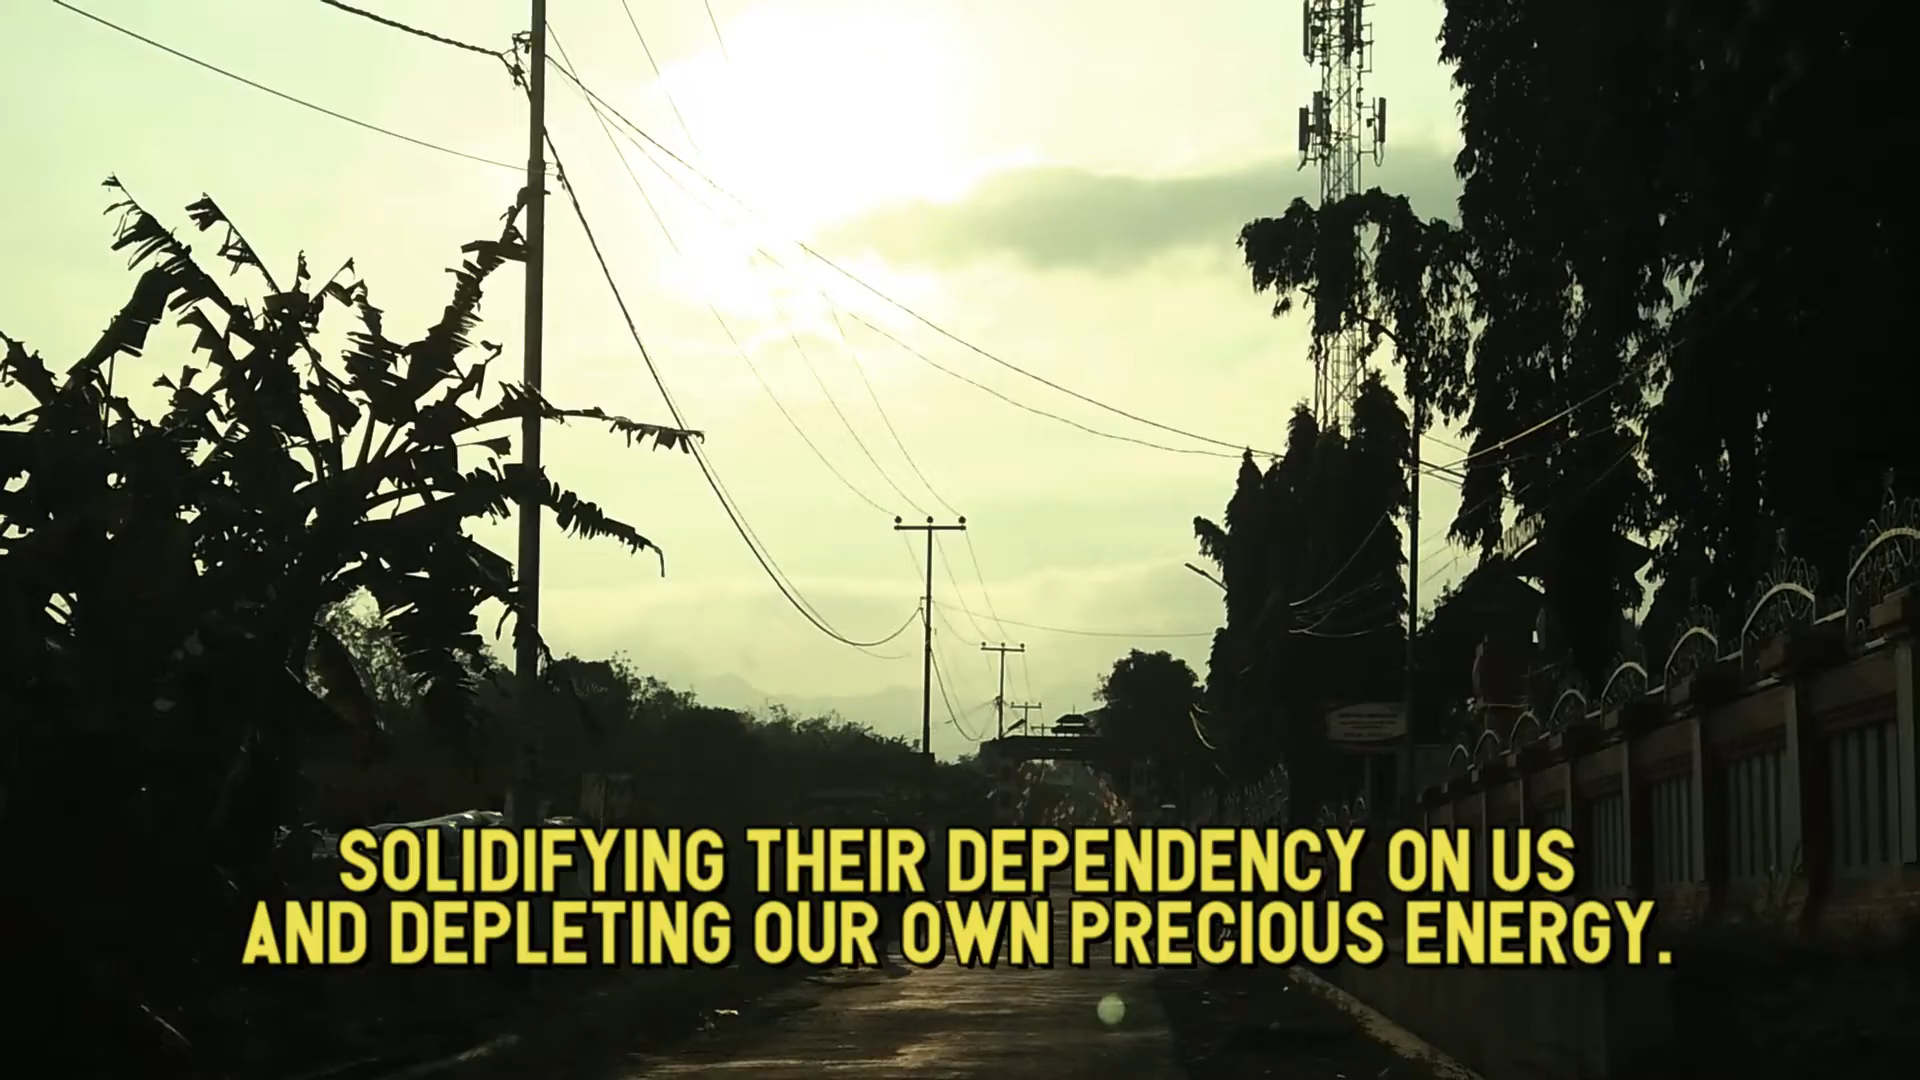 SOLIDIFYING THEIR DEPENDENCY ON US
AND DEPLETING OUR OWN PRECIOUS ENERGY.